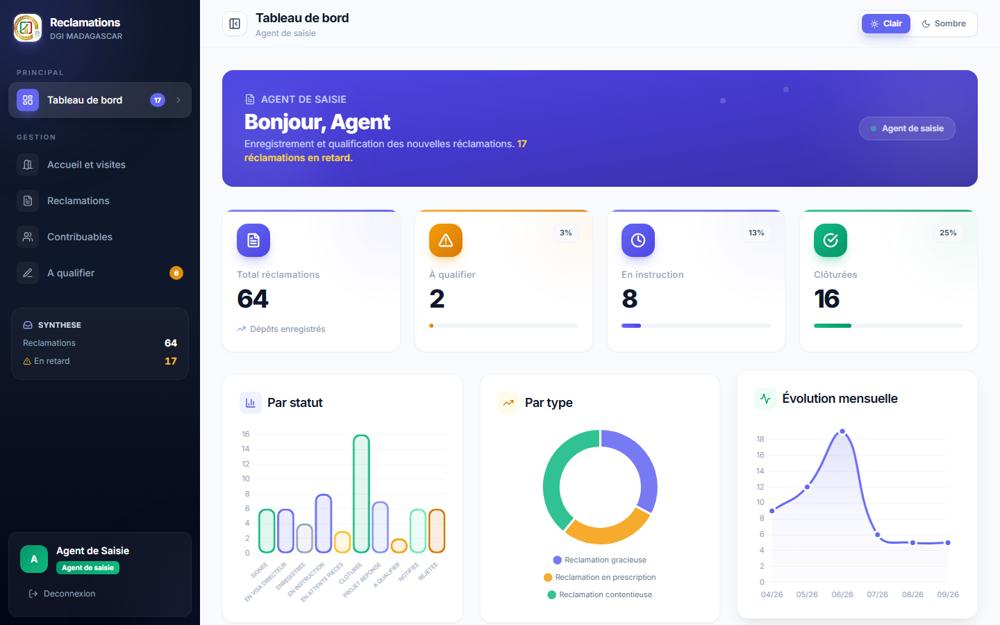 Reclamations
DGI MADAGASCAR
PRINCIPAL
Tableau de bord 17
GESTION
Accueil et visites
Reclamations
Contribuables
A qualifier 6
SYNTHESE
Reclamations 64
En retard 17
A
Agent de Saisie
Agent de saisie
Deconnexion
Tableau de bord
Agent de saisie
Clair
Sombre
AGENT DE SAISIE
Bonjour, Agent
Enregistrement et qualification des nouvelles réclamations. 17
réclamations en retard.
Agent de saisie
Total réclamations
64
Dépôts enregistrés
3%
À qualifier
2
13%
En instruction
8
25%
Clôturées
16
Par statut
16
14
12
10
8
6
4
2
0
SIGNEE
EN VISA DIRECTEUR
ENREGISTREE
EN INSTRUCTION
EN ATTENTE PIECES
CLOTUREE
PROJET REPONSE
A QUALIFIER
NOTIFIEE
REJETEE
Par type
Reclamation gracieuse
Reclamation en prescription
Reclamation contentieuse
Évolution mensuelle
18
16
14
12
10
8
6
4
2
0
04/26 05/26 06/26 07/26 08/26 09/26